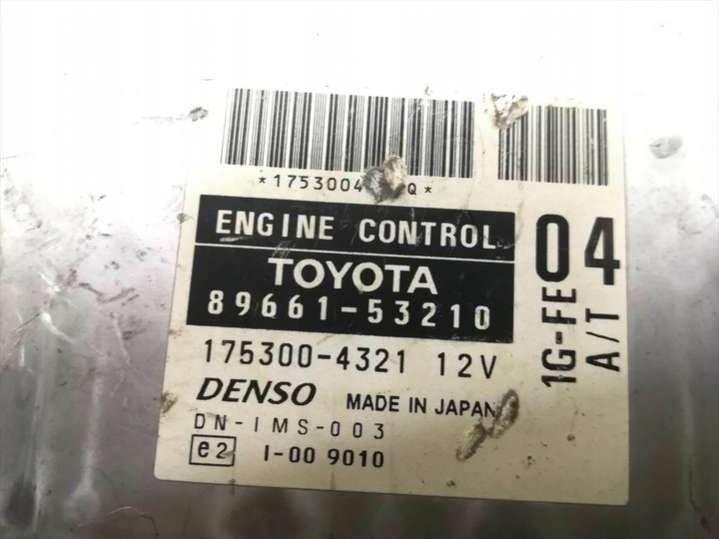 *1753004 Q*
ENGINE CONTROL
TOYOTA
89661-53210
175300-4321 12V
DENSO MADE IN JAPAN
DN-IMS-003
e2 I-00 9010
04
1G-FE
A/T